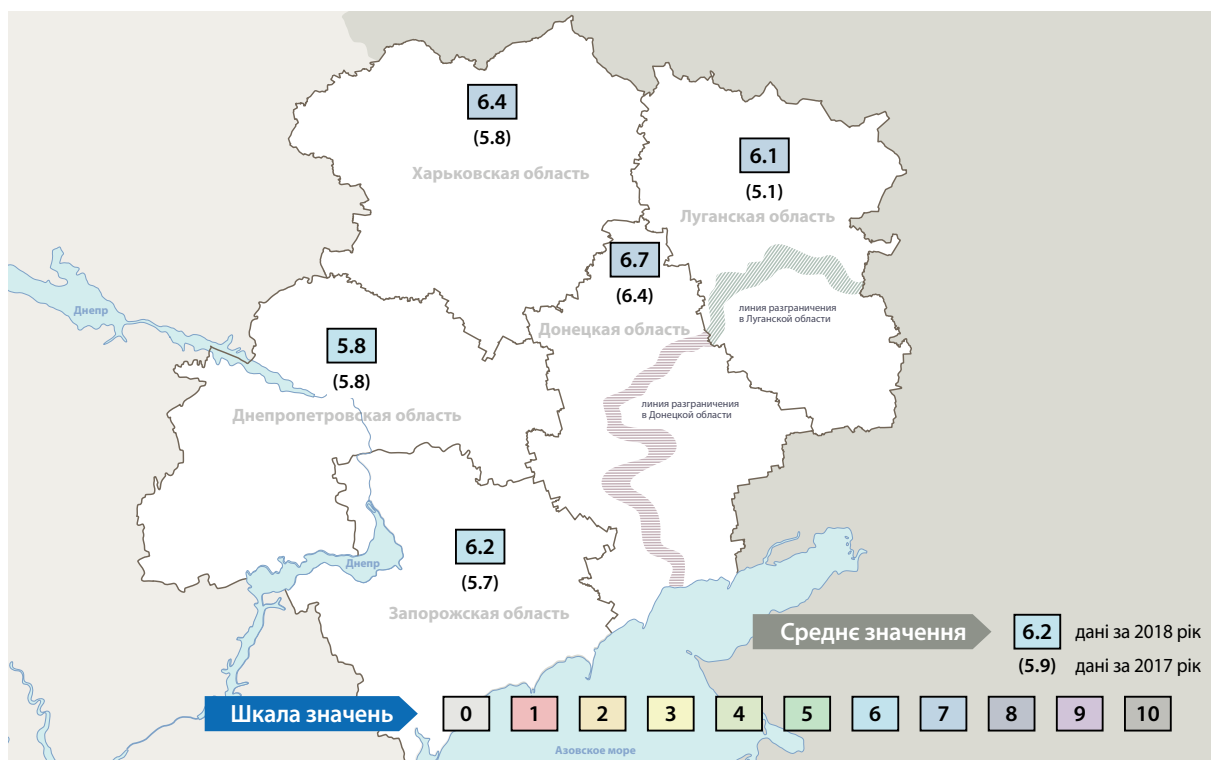 6.4
(5.8)
Харьковская область
6.1
(5.1)
Луганская область
6.7
(6.4)
Донецкая область
линия разграничения
в Луганской области
Днепр
5.8
(5.8)
Днепропетровская область
линия разграничения
в Донецкой области
6.2
(5.7)
Запорожская область
Днепр
Среднє значення
6.2 дані за 2018 рік
(5.9) дані за 2017 рік
Шкала значень
0 1 2 3 4 5 6 7 8 9 10
Азовское море